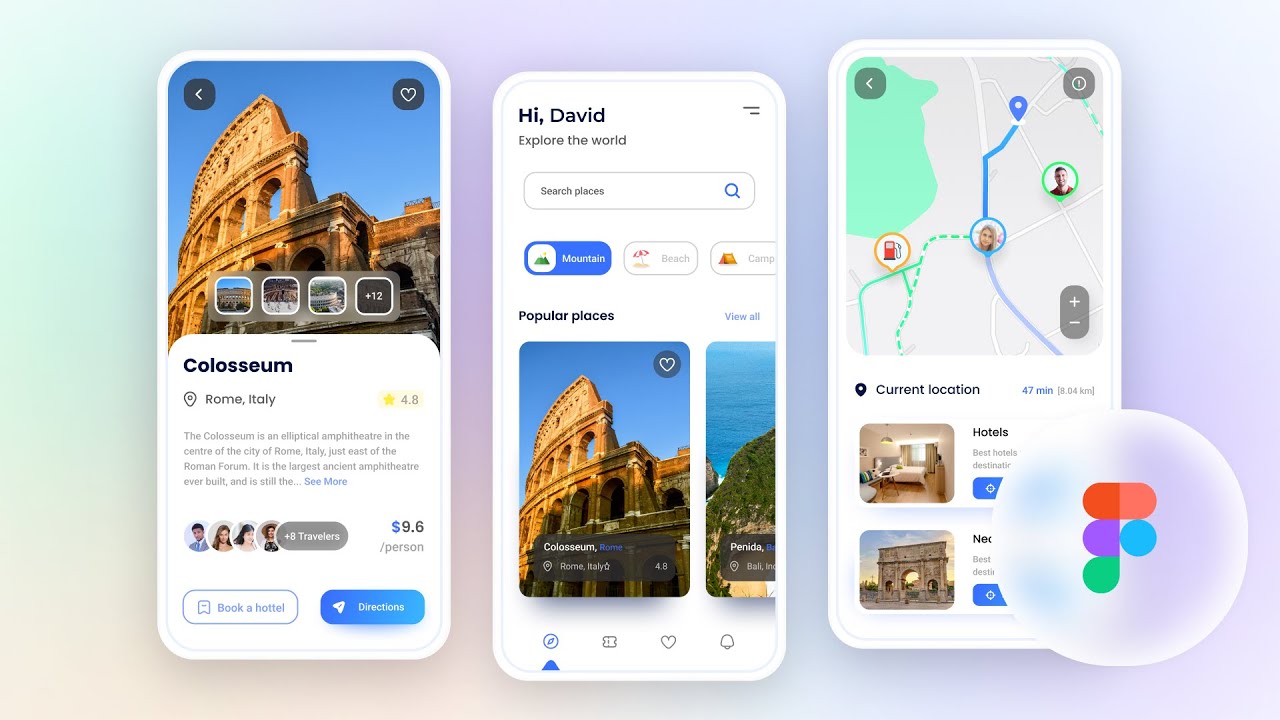 +12
Colosseum
Rome, Italy
4.8
The Colosseum is an elliptical amphitheatre in the
centre of the city of Rome, Italy, just east of the
Roman Forum. It is the largest ancient amphitheatre
ever built, and is still the... See More
+8 Travelers
$9.6
/person
Book a hottel
Directions
Hi, David
Explore the world
Search places
Mountain
Beach
Camp
Popular places
View all
Colosseum, Rome
Rome, Italy
4.8
Penida, Ba
Bali, Ind
Current location
47 min [8.04 km]
Hotels
Best hotels
destination
Nea
Best
destin